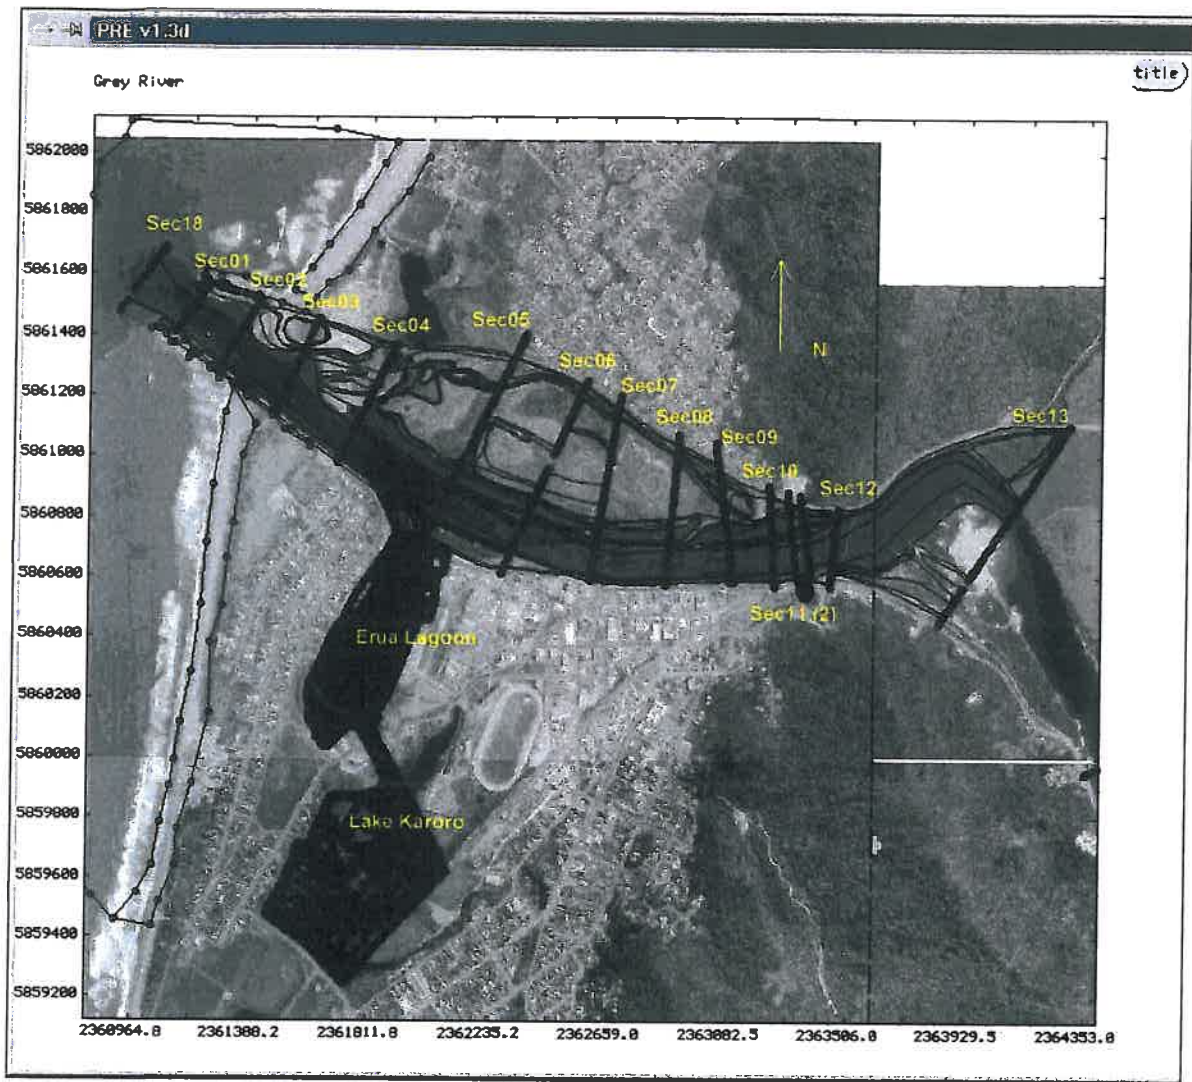 PRE v1.3d
title
Grey River
5862000
5861800
5861600
5861400
5861200
5861000
5860800
5860600
5860400
5860200
5860000
5859800
5859600
5859400
5859200
Sec18
Sec01
Sec02
Sec03
Sec04
Sec05
Sec06
Sec07
Sec08
Sec09
Sec10
Sec12
Sec13
N
Sec11(2)
Erua Lagoon
Lake Karoro
2360964.0
2361388.2
2361811.0
2362235.2
2362659.0
2363082.5
2363506.0
2363929.5
2364353.0